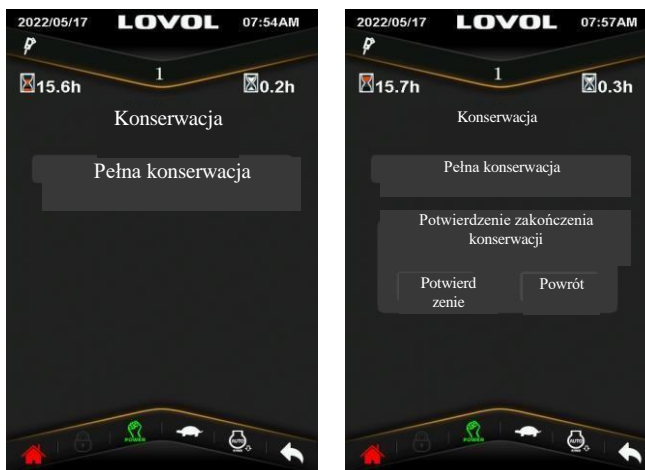 2022/05/17 LOVOL 07:54AM
1
15.6h 0.2h
Konserwacja
Pełna konserwacja
POWER
AUTO
2022/05/17 LOVOL 07:57AM
1
15.7h 0.3h
Konserwacja
Pełna konserwacja
Potwierdzenie zakończenia
konserwacji
Potwierd
zenie
Powrót
POWER
AUTO